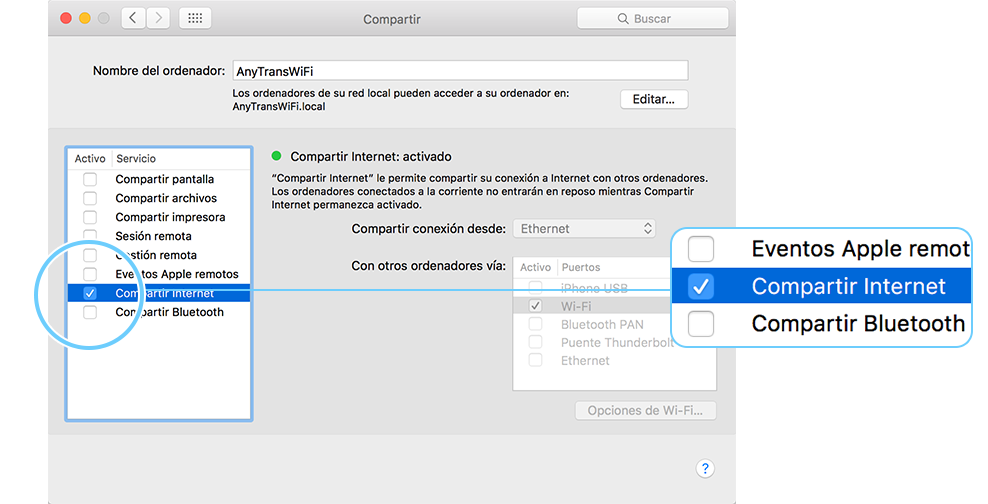 Compartir
Buscar
Nombre del ordenador:
AnyTransWiFi
Los ordenadores de su red local pueden acceder a su ordenador en:
AnyTransWiFi.local
Editar...
Activo Servicio
Compartir pantalla
Compartir archivos
Compartir impresora
Sesión remota
Gestión remota
Eventos Apple remotos
Compartir Internet
Compartir Bluetooth
Compartir Internet: activado
“Compartir Internet” le permite compartir su conexión a Internet con otros ordenadores.
Los ordenadores conectados a la corriente no entrarán en reposo mientras Compartir
Internet permanezca activado.
Compartir conexión desde: Ethernet
Con otros ordenadores vía:
Activo Puertos
iPhone USB
Wi-Fi
Bluetooth PAN
Puente Thunderbolt
Ethernet
Opciones de Wi-Fi...
?
Eventos Apple remot
Compartir Internet
Compartir Bluetooth